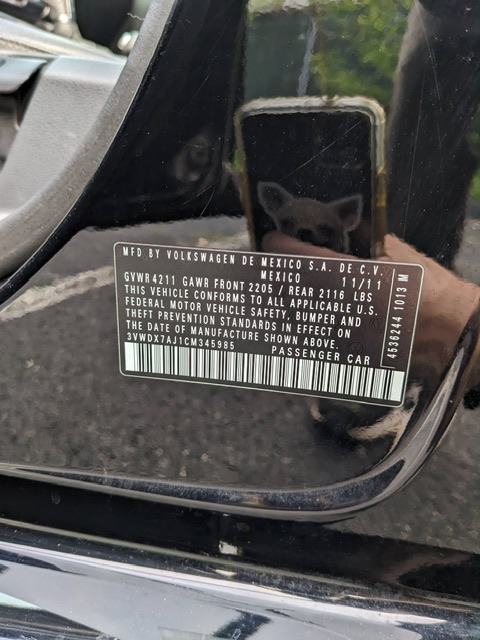 MFD BY VOLKSWAGEN DE MEXICO S.A. DE C.V.
MEXICO 11/11
GVWR 4211 GAWR FRONT 2205 / REAR 2116 LBS
THIS VEHICLE CONFORMS TO ALL APPLICABLE U.S.
FEDERAL MOTOR VEHICLE SAFETY, BUMPER AND
THEFT PREVENTION STANDARDS IN EFFECT ON
THE DATE OF MANUFACTURE SHOWN ABOVE.
3VWDX7AJ1CM345985 PASSENGER CAR
4536244 1013 M